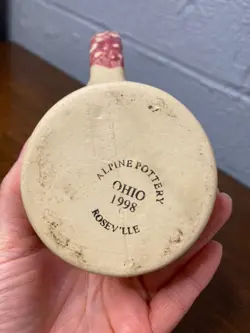 ALPINE POTTERY
OHIO
1998
ROSEVILLE